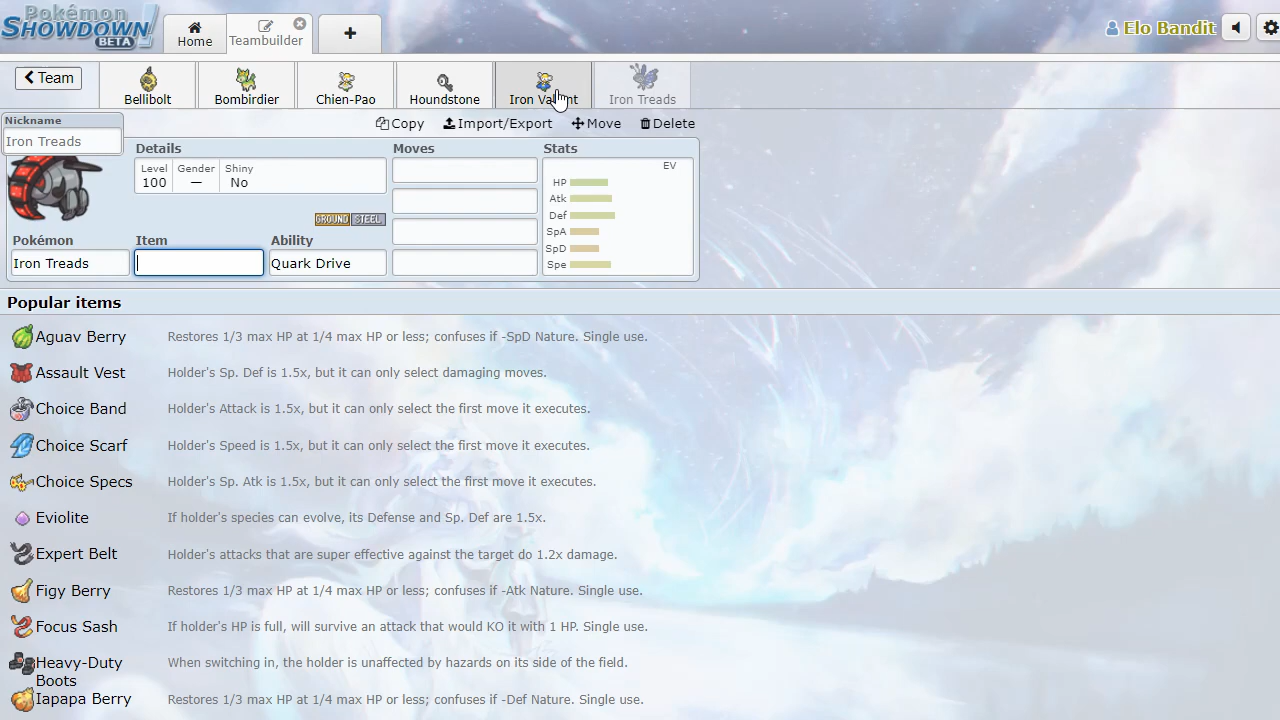 Pokémon
SHOWDOWN!
BETA
Home
Teambuilder
Elo Bandit
Team
Bellibolt
Bombirdier
Chien-Pao
Houndstone
Iron Treads
Nickname
Iron Treads
Copy
Import/Export
Move
Delete
Details
Moves
Stats
Level
Gender
Shiny
100
—
No
EV
HP
Atk
Def
SpA
SpD
Spe
GROUND STEEL
Pokémon
Item
Ability
Iron Treads
Quark Drive
Popular items
Aguav Berry Restores 1/3 max HP at 1/4 max HP or less; confuses if -SpD Nature. Single use.
Assault Vest Holder's Sp. Def is 1.5x, but it can only select damaging moves.
Choice Band Holder's Attack is 1.5x, but it can only select the first move it executes.
Choice Scarf Holder's Speed is 1.5x, but it can only select the first move it executes.
Choice Specs Holder's Sp. Atk is 1.5x, but it can only select the first move it executes.
Eviolite If holder's species can evolve, its Defense and Sp. Def are 1.5x.
Expert Belt Holder's attacks that are super effective against the target do 1.2x damage.
Figy Berry Restores 1/3 max HP at 1/4 max HP or less; confuses if -Atk Nature. Single use.
Focus Sash If holder's HP is full, will survive an attack that would KO it with 1 HP. Single use.
Heavy-Duty When switching in, the holder is unaffected by hazards on its side of the field.
Boots
Iapapa Berry Restores 1/3 max HP at 1/4 max HP or less; confuses if -Def Nature. Single use.